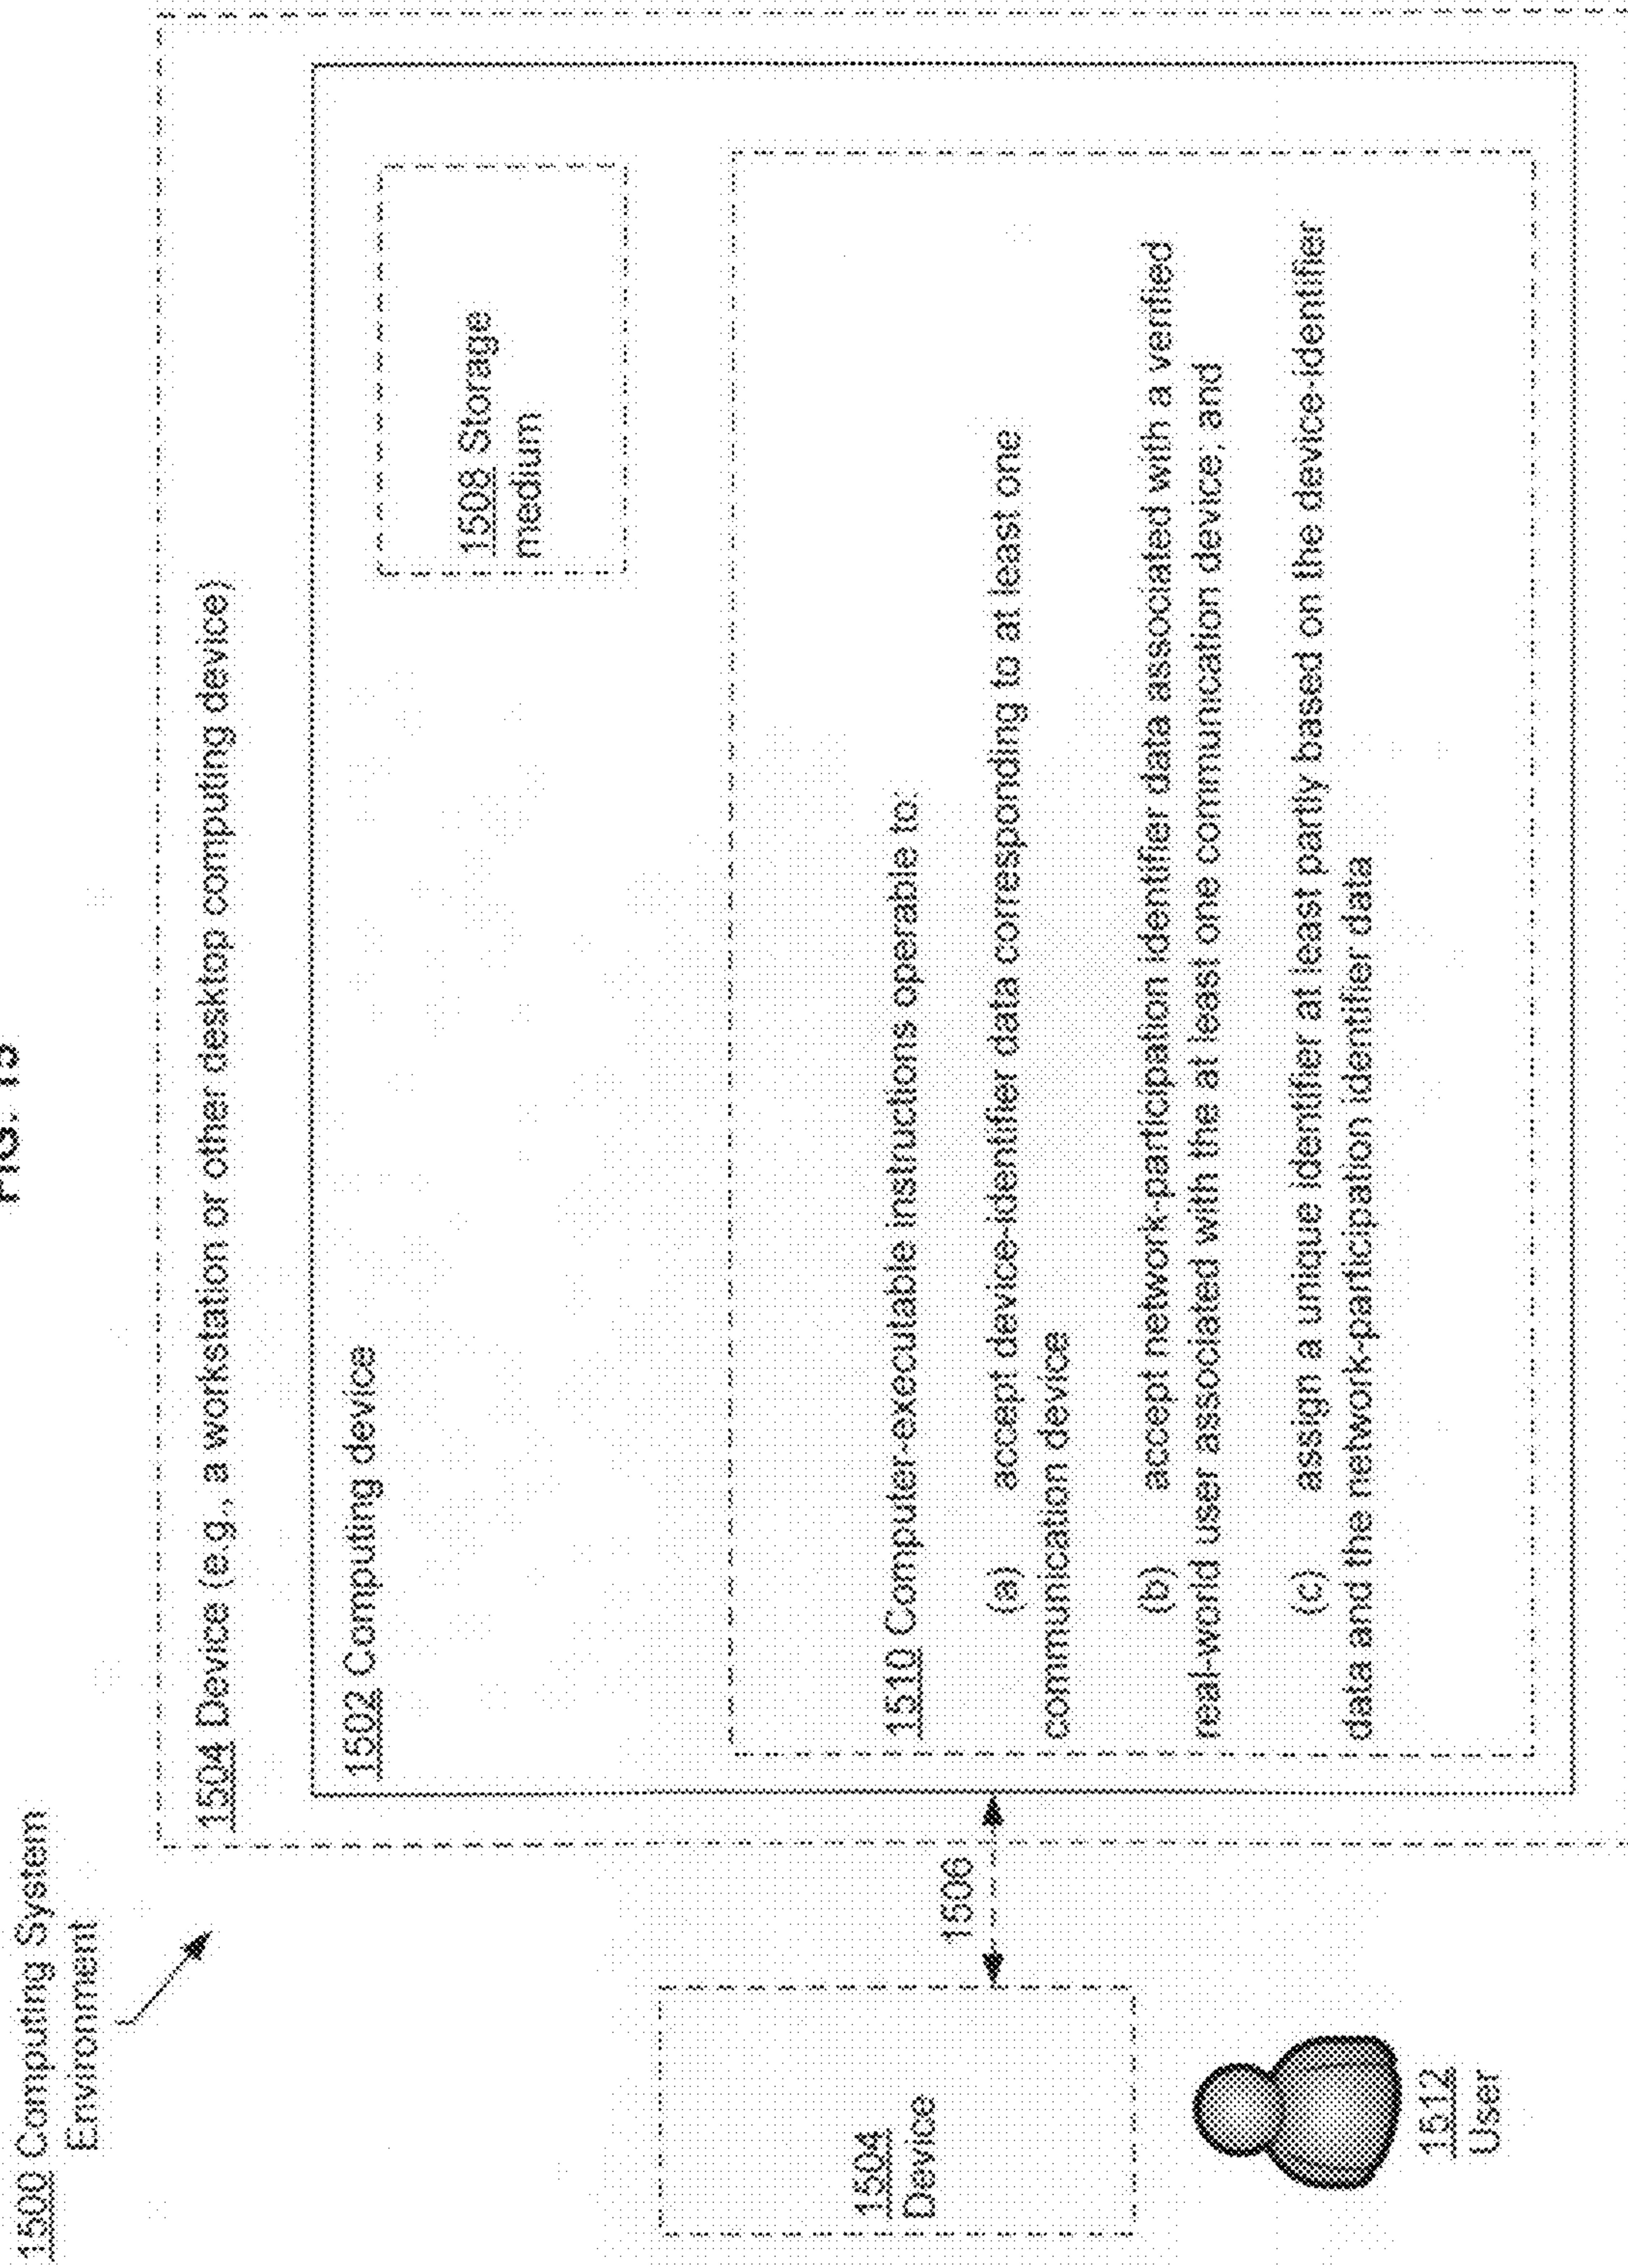 FIG. 15
1500 Computing System
Environment
1504 Device (e.g., a workstation or other desktop computing device)
1502 Computing device
1508 Storage
medium
1510 Computer-executable instructions operable to:
(a) accept device-identifier data corresponding to at least one
communication device
(b) accept network-participation identifier data associated with a verified
real-world user associated with the at least one communication device; and
(c) assign a unique identifier at least partly based on the device-identifier
data and the network-participation identifier data
1506
1504
Device
1512
User